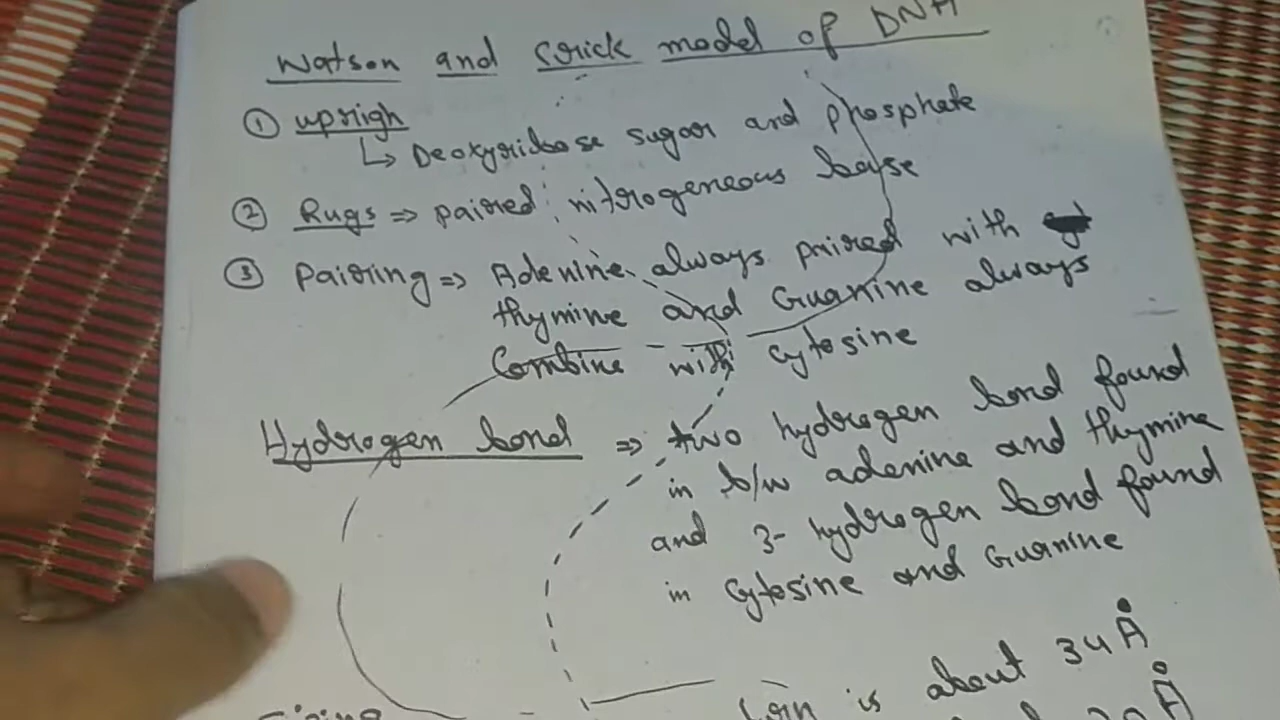 Watson and Crick model of DNA
① uprigh
↳ Deoxyribose sugar and phosphate
② Rugs ⇒ paired nitrogeneous base
③ Pairing ⇒ Adenine always paired with
thymine and Guanine always
Combine with cytosine
Hydrogen bond ⇒ two hydrogen bond found
in b/w adenine and thymine
and 3- hydrogen bond found
in cytosine and Guanine
is about 34 Å